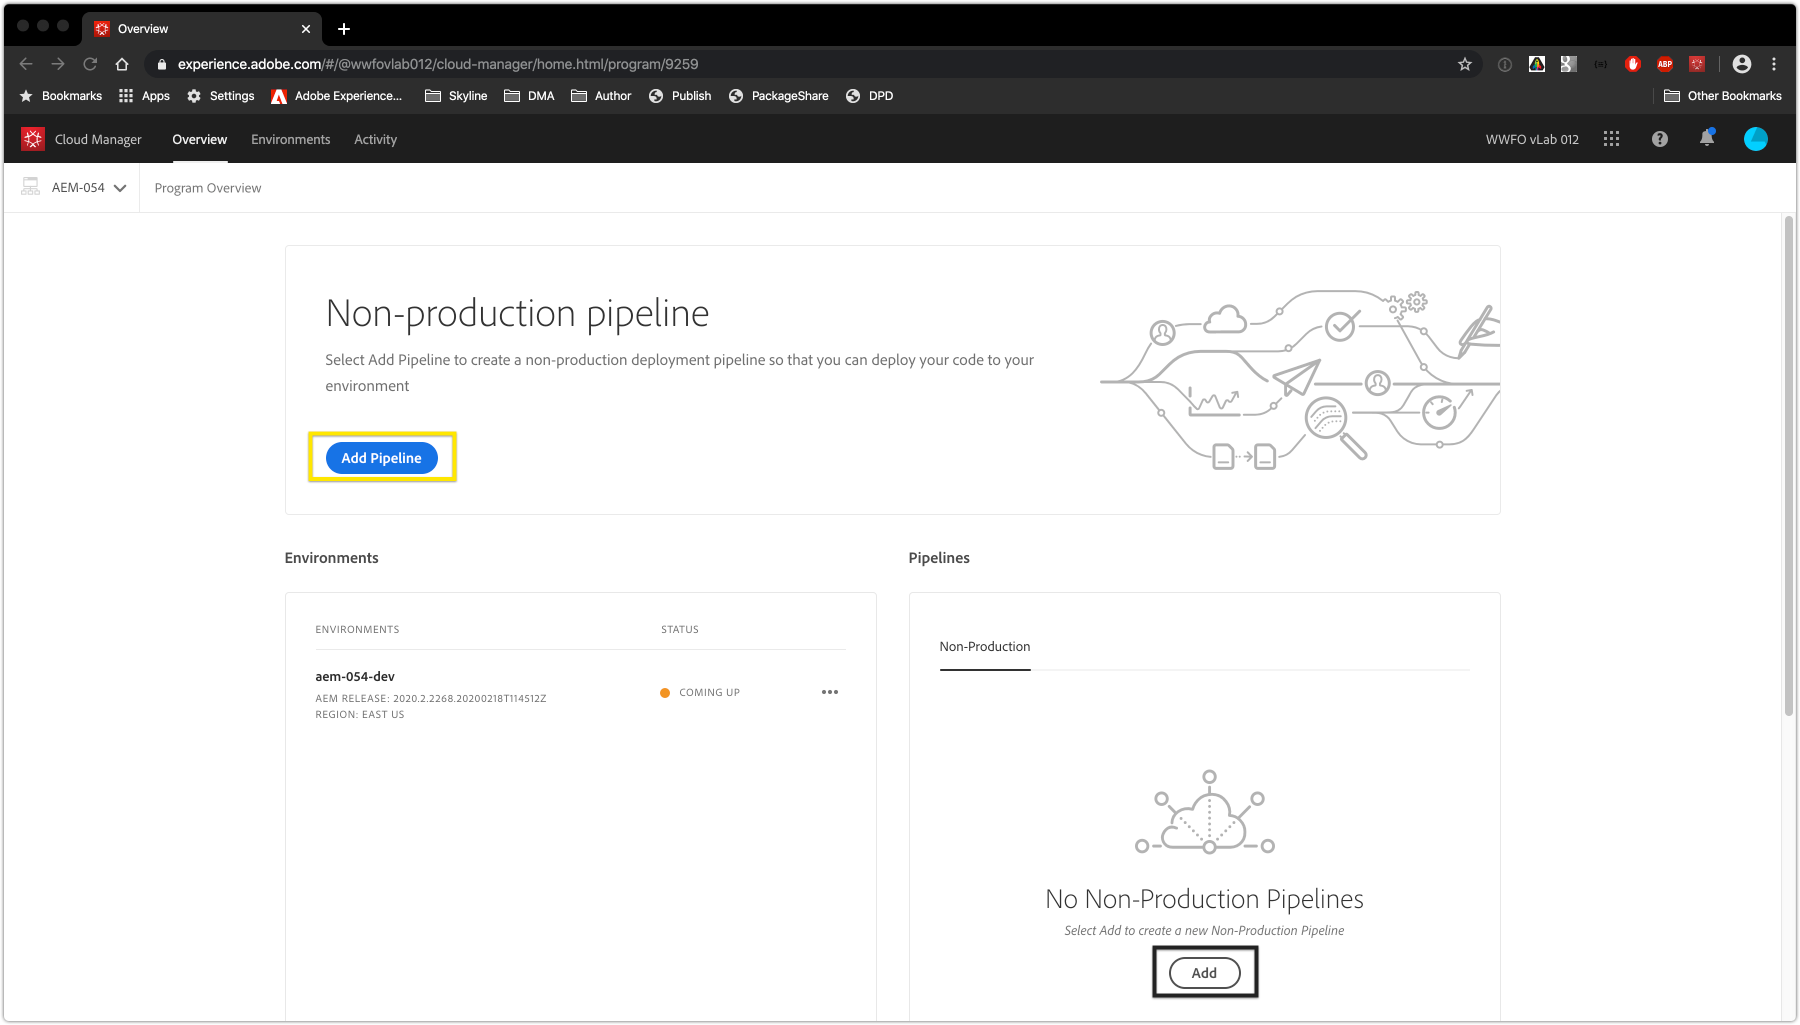 Overview
experience.adobe.com/#/@wwfovlab012/cloud-manager/home.html/program/9259
ABP
Bookmarks Apps Settings Adobe Experience... Skyline DMA Author Publish PackageShare DPD Other Bookmarks
Cloud Manager Overview Environments Activity WWFO vLab 012
AEM-054 Program Overview
Non-production pipeline
Select Add Pipeline to create a non-production deployment pipeline so that you can deploy your code to your
environment
Add Pipeline
Environments
Pipelines
ENVIRONMENTS STATUS
Non-Production
aem-054-dev
AEM RELEASE: 2020.2.2268.20200218T114512Z
REGION: EAST US
COMING UP
No Non-Production Pipelines
Select Add to create a new Non-Production Pipeline
Add